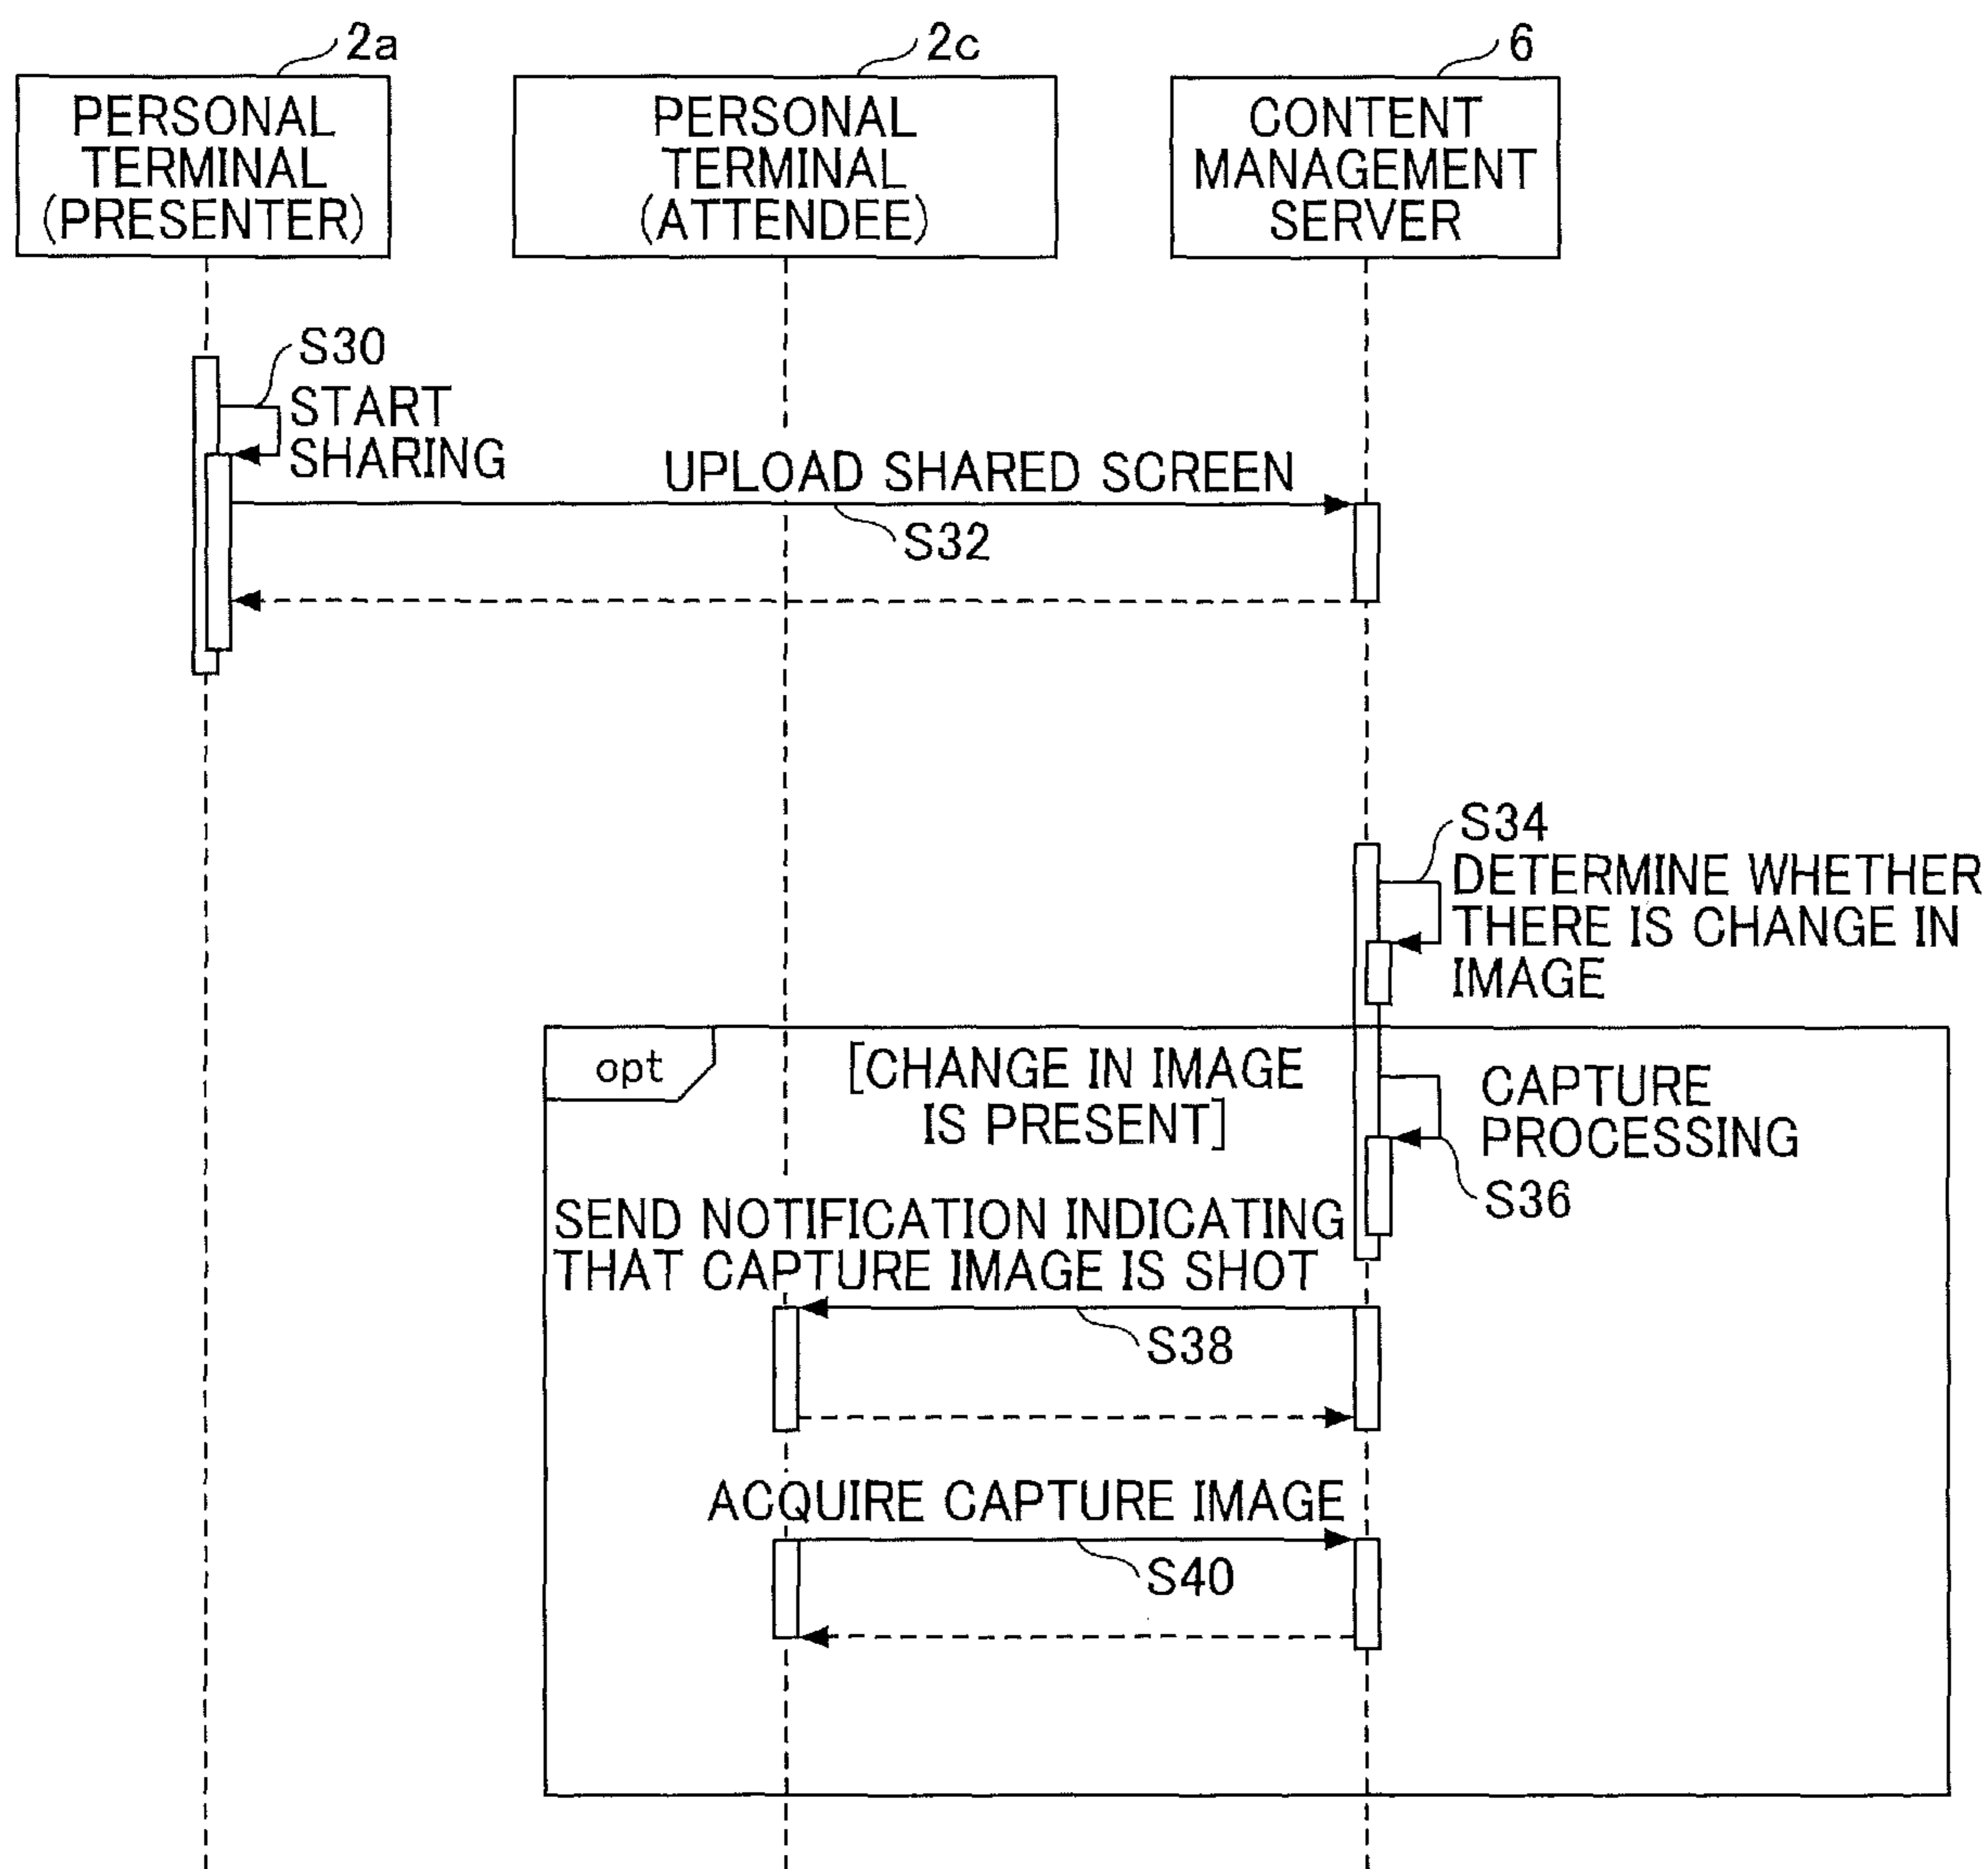 2a
2c
6
PERSONAL
TERMINAL
(PRESENTER)
PERSONAL
TERMINAL
(ATTENDEE)
CONTENT
MANAGEMENT
SERVER
S30
START
SHARING
UPLOAD SHARED SCREEN
S32
S34
DETERMINE WHETHER
THERE IS CHANGE IN
IMAGE
opt
[CHANGE IN IMAGE
IS PRESENT]
CAPTURE
PROCESSING
S36
SEND NOTIFICATION INDICATING
THAT CAPTURE IMAGE IS SHOT
S38
ACQUIRE CAPTURE IMAGE
S40